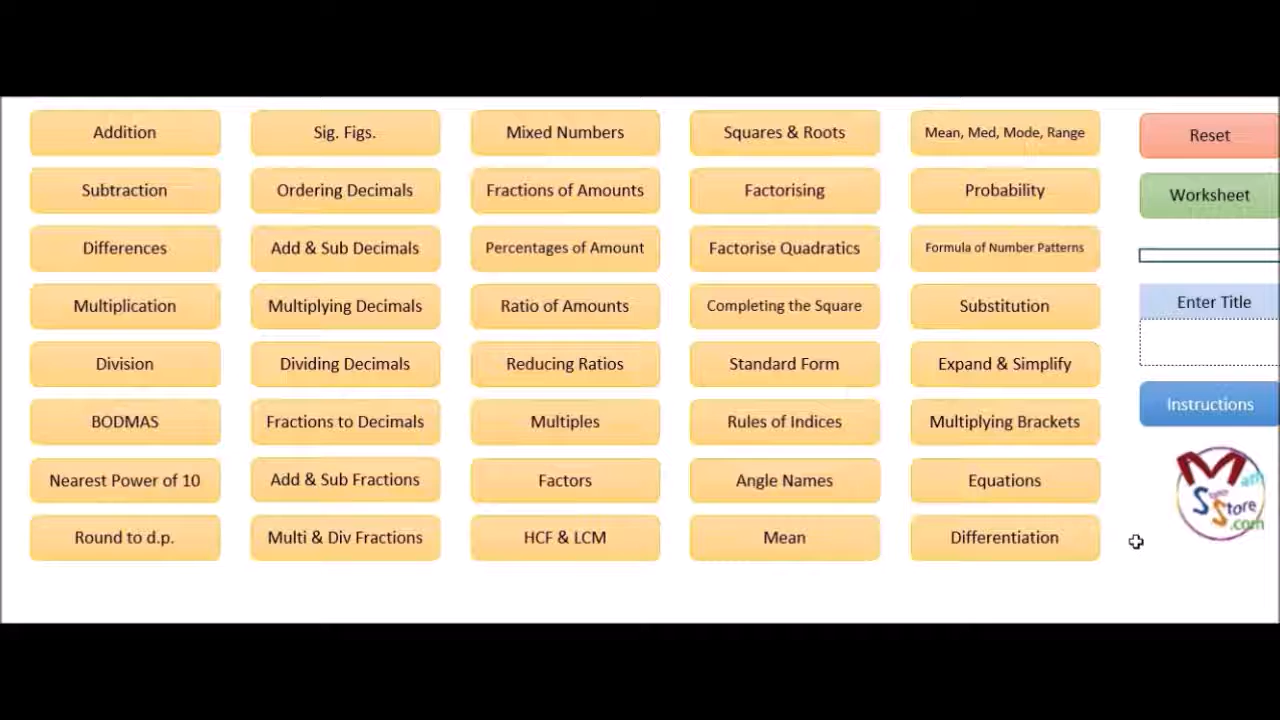 Addition
Sig. Figs.
Mixed Numbers
Squares & Roots
Mean, Med, Mode, Range
Reset
Subtraction
Ordering Decimals
Fractions of Amounts
Factorising
Probability
Worksheet
Differences
Add & Sub Decimals
Percentages of Amount
Factorise Quadratics
Formula of Number Patterns
Multiplication
Multiplying Decimals
Ratio of Amounts
Completing the Square
Substitution
Enter Title
Division
Dividing Decimals
Reducing Ratios
Standard Form
Expand & Simplify
BODMAS
Fractions to Decimals
Multiples
Rules of Indices
Multiplying Brackets
Instructions
Nearest Power of 10
Add & Sub Fractions
Factors
Angle Names
Equations
Round to d.p.
Multi & Div Fractions
HCF & LCM
Mean
Differentiation
Math
Store
.com